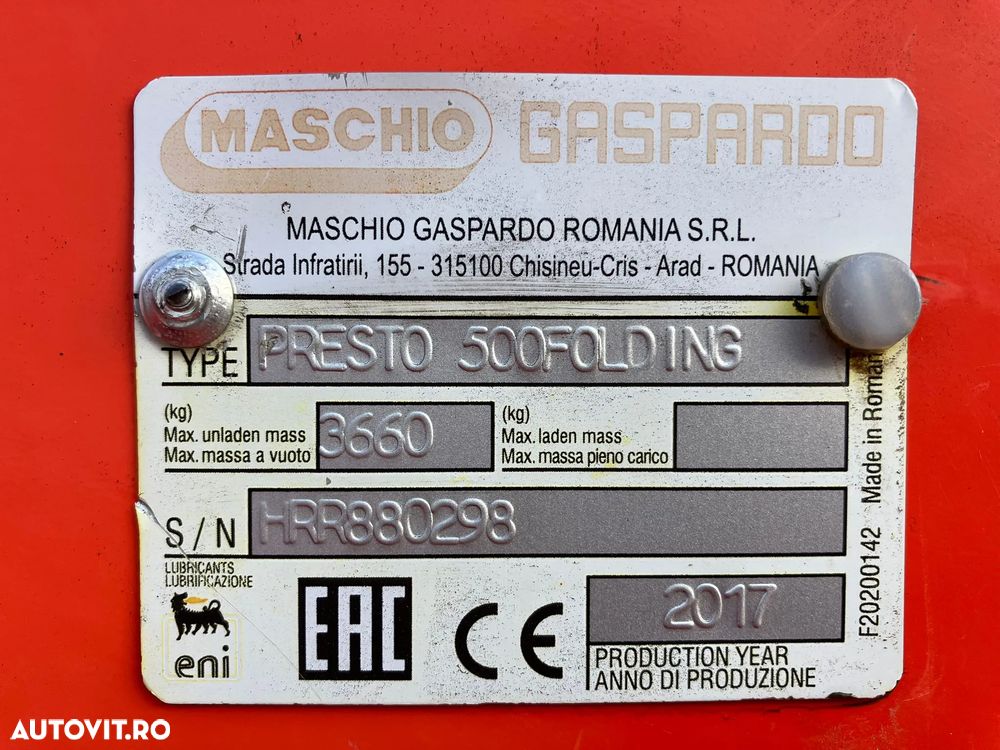 MASCHIO GASPARDO
MASCHIO GASPARDO ROMANIA S.R.L.
Strada Infratirii, 155 - 315100 Chisineu-Cris - Arad - ROMANIA
TYPE PRESTO 500FOLDING
(kg)
Max. unladen mass
Max. massa a vuoto
3660
(kg)
Max. laden mass
Max. massa pieno carico
S/N HRR880298
LUBRICANTS
LUBRIFICAZIONE
eni
EAC
CE
2017
PRODUCTION YEAR
ANNO DI PRODUZIONE
F20200142 Made in Roman
AUTOVIT.RO